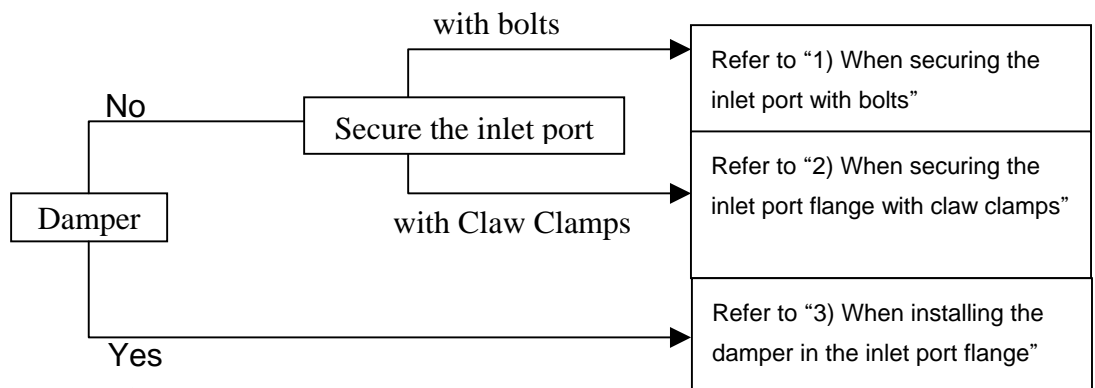 with bolts
Refer to “1) When securing the
inlet port with bolts”
No
Secure the inlet port
Refer to “2) When securing the
inlet port flange with claw clamps”
Damper
with Claw Clamps
Refer to “3) When installing the
damper in the inlet port flange”
Yes